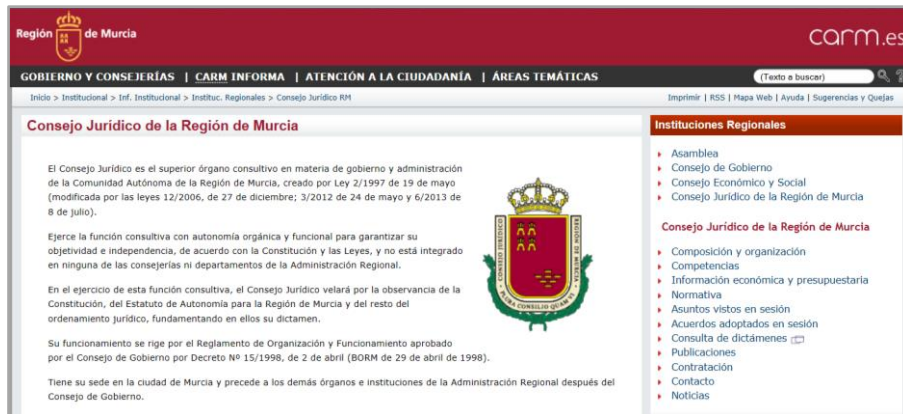 Región de Murcia
carm.es
GOBIERNO Y CONSEJERÍAS | CARM INFORMA | ATENCIÓN A LA CIUDADANÍA | ÁREAS TEMÁTICAS
(Texto a buscar)
Inicio > Institucional > Inf. Institucional > Instituc. Regionales > Consejo Jurídico RM
Imprimir | RSS | Mapa Web | Ayuda | Sugerencias y Quejas
Consejo Jurídico de la Región de Murcia
El Consejo Jurídico es el superior órgano consultivo en materia de gobierno y administración
de la Comunidad Autónoma de la Región de Murcia, creado por Ley 2/1997 de 19 de mayo
(modificada por las leyes 12/2006, de 27 de diciembre; 3/2012 de 24 de mayo y 6/2013 de
8 de julio).
Ejerce la función consultiva con autonomía orgánica y funcional para garantizar su
objetividad e independencia, de acuerdo con la Constitución y las Leyes, y no está integrado
en ninguna de las consejerías ni departamentos de la Administración Regional.
En el ejercicio de esta función consultiva, el Consejo Jurídico velará por la observancia de la
Constitución, del Estatuto de Autonomía para la Región de Murcia y del resto del
ordenamiento jurídico, fundamentando en ellos su dictamen.
Su funcionamiento se rige por el Reglamento de Organización y Funcionamiento aprobado
por el Consejo de Gobierno por Decreto Nº 15/1998, de 2 de abril (BORM de 29 de abril de 1998).
Tiene su sede en la ciudad de Murcia y precede a los demás órganos e instituciones de la Administración Regional después del
Consejo de Gobierno.
CONSEJO JURIDICO
REGION DE MURCIA
PLURA CONSILIO QUAM VI
Instituciones Regionales
Asamblea
Consejo de Gobierno
Consejo Económico y Social
Consejo Jurídico de la Región de Murcia
Consejo Jurídico de la Región de Murcia
Composición y organización
Competencias
Información económica y presupuestaria
Normativa
Asuntos vistos en sesión
Acuerdos adoptados en sesión
Consulta de dictámenes
Publicaciones
Contratación
Contacto
Noticias